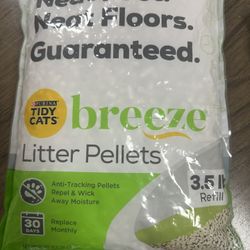 Neat Floors.
Guaranteed.
PURINA
TIDY
CATS
breeze
Litter Pellets
3.5 lb
Refill
Anti-Tracking Pellets
Repel & Wick
Away Moisture
30
DAYS
Replace
Monthly